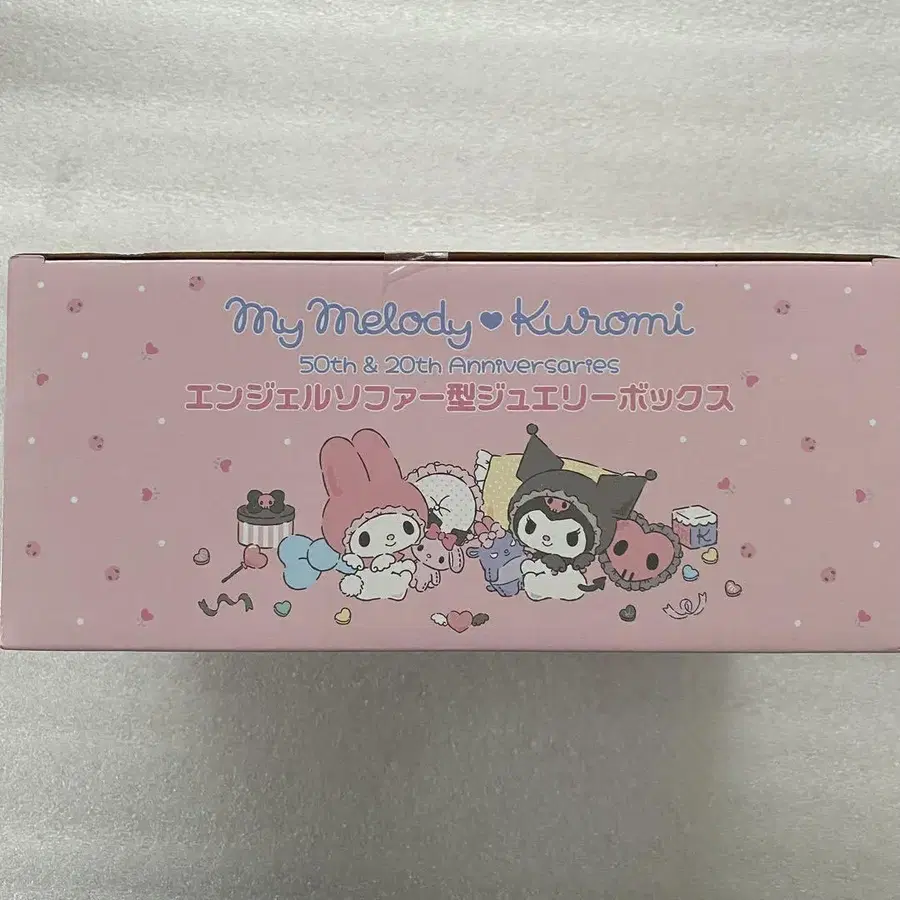 My Melody ♥ Kuromi
50th & 20th Anniversaries
エンジェルソファー型ジュエリーボックス
K